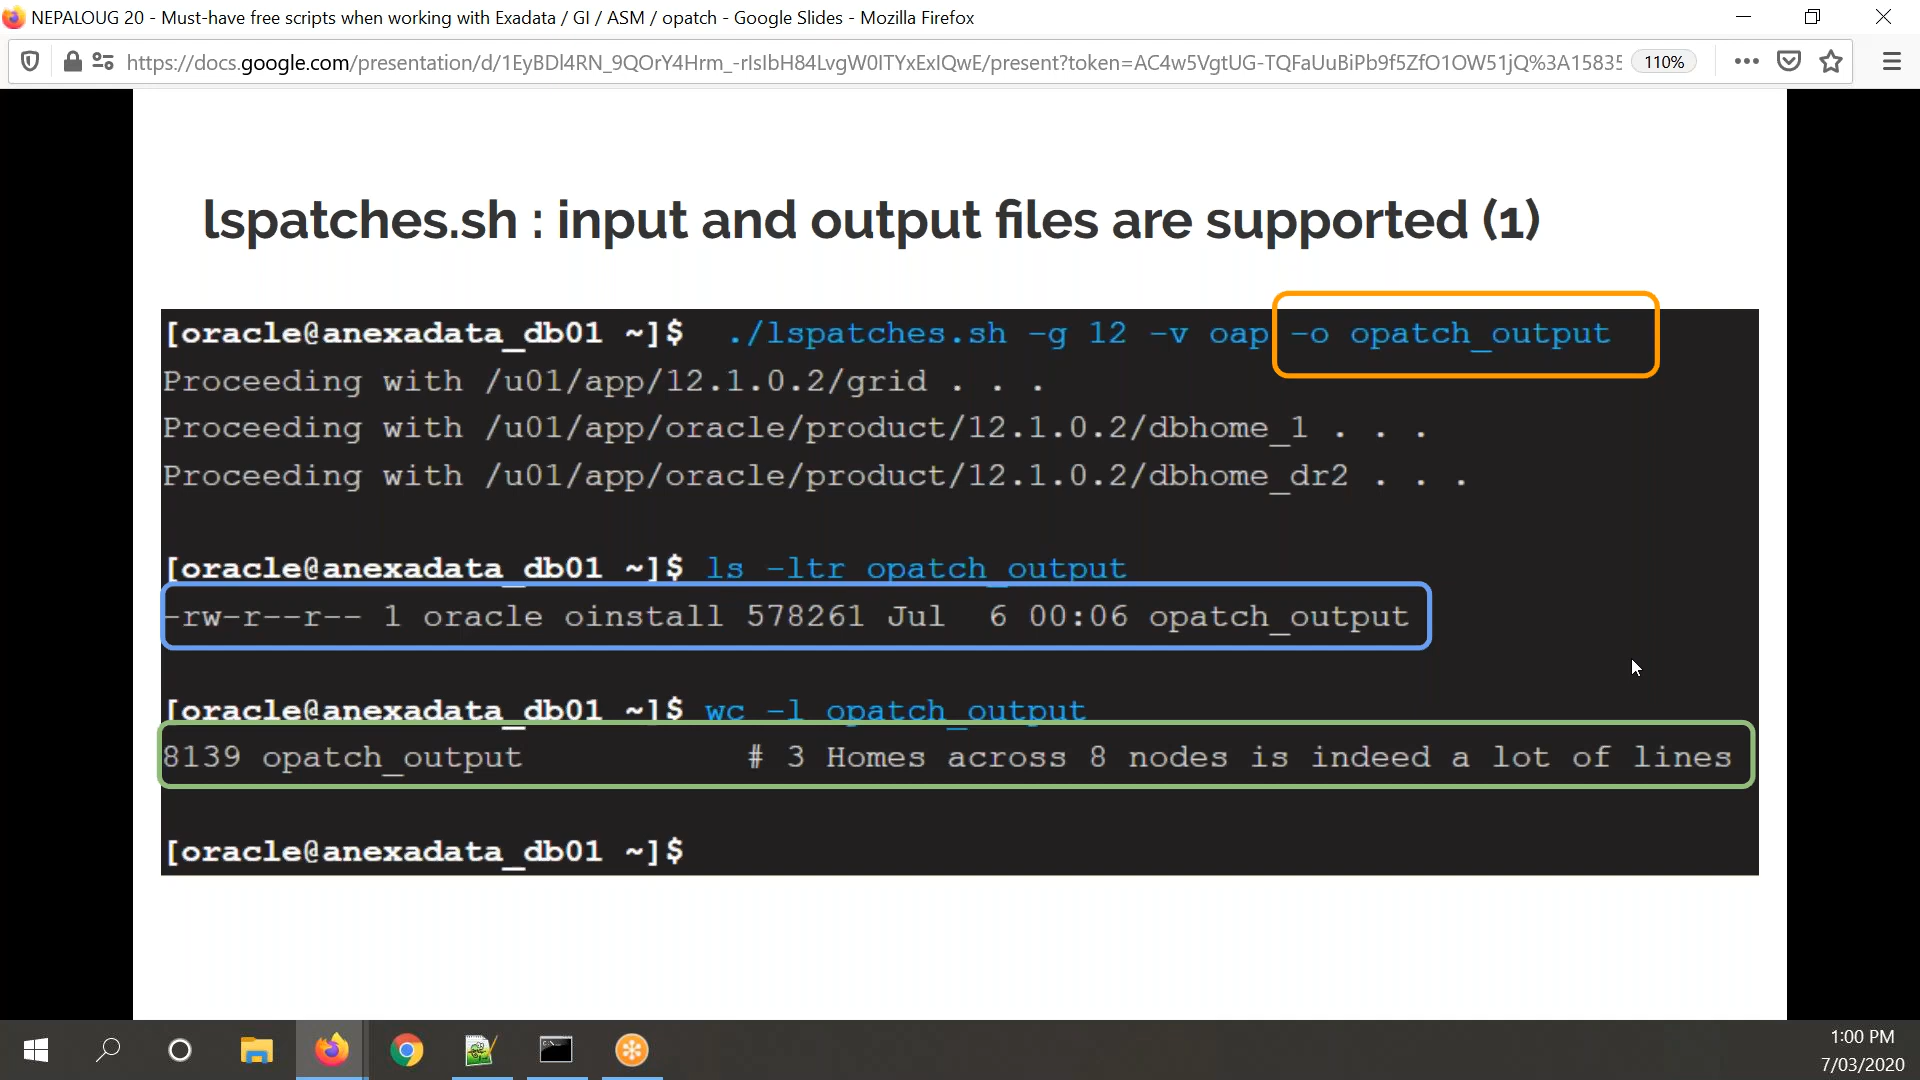 NEPALOUG 20 - Must-have free scripts when working with Exadata / GI / ASM / opatch - Google Slides - Mozilla Firefox
https://docs.google.com/presentation/d/1EyBDl4RN_9QOrY4Hrm_-rIsIbH84LvgW0ITYxExIQwE/present?token=AC4w5VgtUG-TQFaUuBiPb9f5ZfO1OW51jQ%3A15835 110%
lspatches.sh : input and output files are supported (1)
[oracle@anexadata_db01 ~]$ ./lspatches.sh -g 12 -v oap -o opatch_output
Proceeding with /u01/app/12.1.0.2/grid . . .
Proceeding with /u01/app/oracle/product/12.1.0.2/dbhome_1 . . .
Proceeding with /u01/app/oracle/product/12.1.0.2/dbhome_dr2 . . .
[oracle@anexadata_db01 ~]$ ls -ltr opatch_output
-rw-r--r-- 1 oracle oinstall 578261 Jul  6 00:06 opatch_output
[oracle@anexadata_db01 ~]$ wc -l opatch_output
8139 opatch_output # 3 Homes across 8 nodes is indeed a lot of lines
[oracle@anexadata_db01 ~]$
1:00 PM
7/03/2020